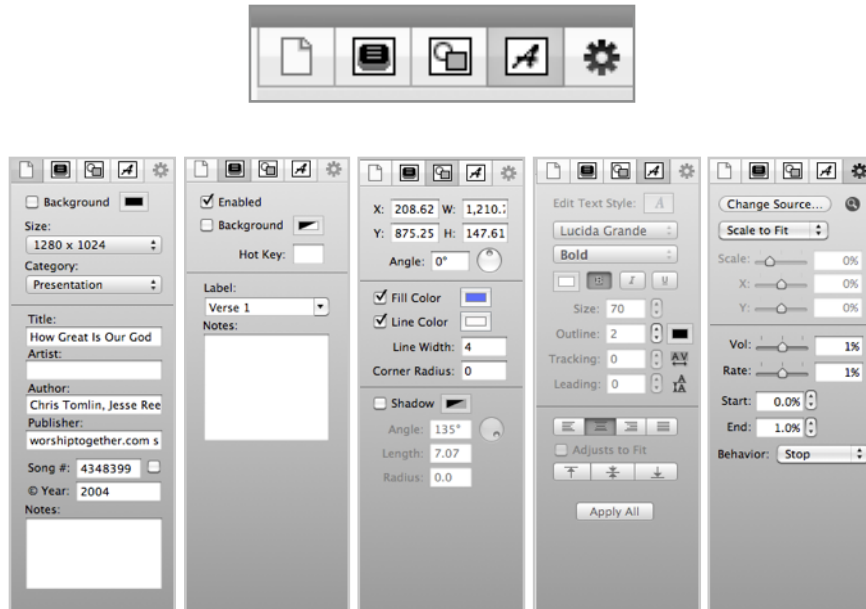 Background
Size:
1280 x 1024
Category:
Presentation
Title:
How Great Is Our God
Artist:
Author:
Chris Tomlin, Jesse Ree
Publisher:
worshiptogether.com s
Song #: 4348399
© Year: 2004
Notes:
Enabled
Background
Hot Key:
Label:
Verse 1
Notes:
X: 208.62 W: 1,210.
Y: 875.25 H: 147.61
Angle: 0°
Fill Color
Line Color
Line Width: 4
Corner Radius: 0
Shadow
Angle: 135°
Length: 7.07
Radius: 0.0
Edit Text Style: A
Lucida Grande
Bold
B I U
Size: 70
Outline: 2
Tracking: 0 AV
Leading: 0 A A
Adjusts to Fit
Apply All
Change Source...
Scale to Fit
Scale: 0%
X: 0%
Y: 0%
Vol: 1%
Rate: 1%
Start: 0.0%
End: 1.0%
Behavior: Stop